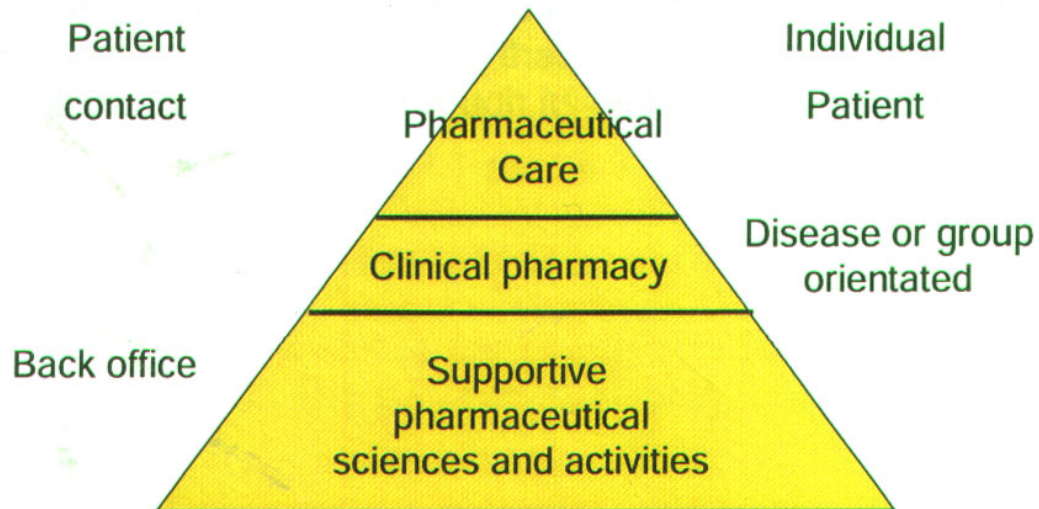 Patient
contact
Individual
Patient
Pharmaceutical
Care
Disease or group
orientated
Clinical pharmacy
Back office
Supportive
pharmaceutical
sciences and activities